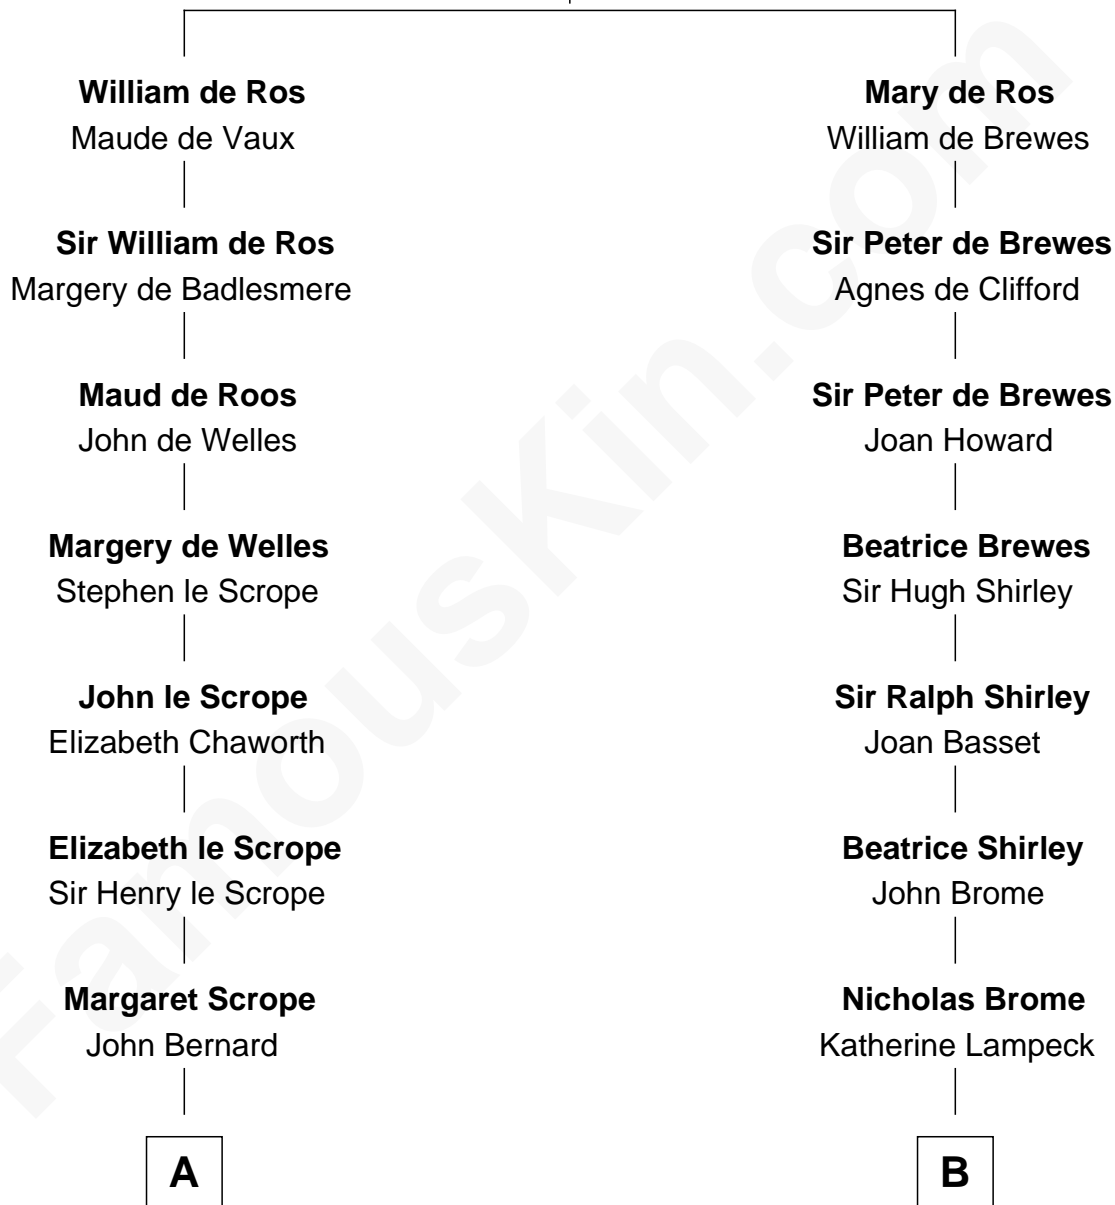 William de Ros
Maude de Vaux
Sir William de Ros
Margery de Badlesmere
Maud de Roos
John de Welles
Margery de Welles
Stephen le Scrope
John le Scrope
Elizabeth Chaworth
Elizabeth le Scrope
Sir Henry le Scrope
Margaret Scrope
John Bernard
A
Mary de Ros
William de Brewes
Sir Peter de Brewes
Agnes de Clifford
Sir Peter de Brewes
Joan Howard
Beatrice Brewes
Sir Hugh Shirley
Sir Ralph Shirley
Joan Basset
Beatrice Shirley
John Brome
Nicholas Brome
Katherine Lampeck
B
FamousKin.com